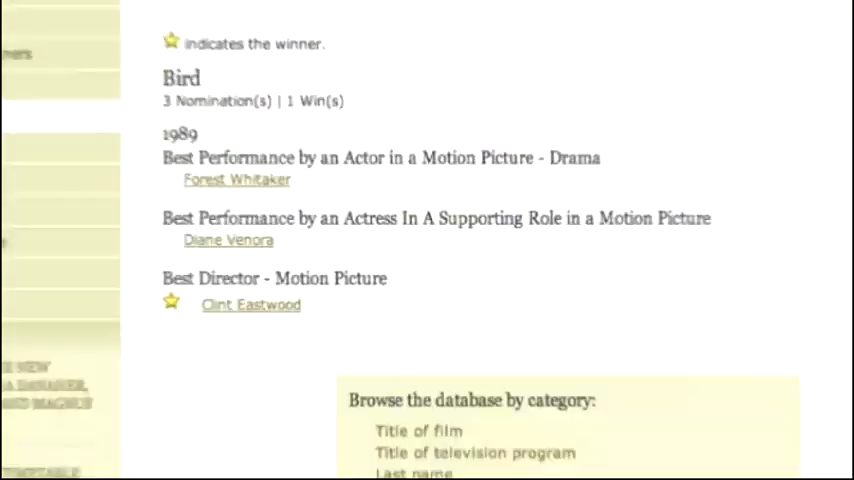 indicates the winner.
Bird
3 Nomination(s) | 1 Win(s)
1989
Best Performance by an Actor in a Motion Picture - Drama
Forest Whitaker
Best Performance by an Actress In A Supporting Role in a Motion Picture
Diane Venora
Best Director - Motion Picture
Clint Eastwood
NEW
Browse the database by category:
Title of film
Title of television program
Last name